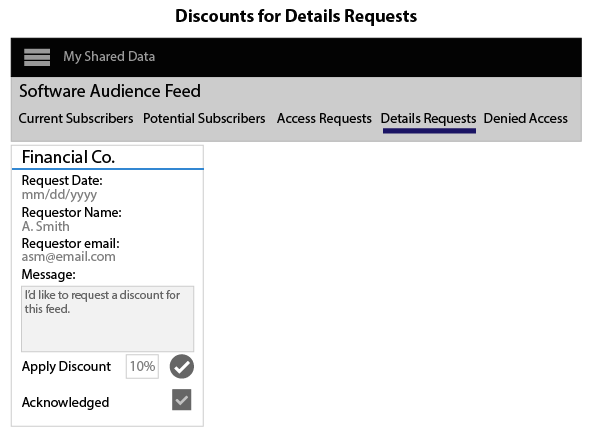 Discounts for Details Requests
My Shared Data
Software Audience Feed
Current Subscribers Potential Subscribers Access Requests Details Requests Denied Access
Financial Co.
Request Date:
mm/dd/yyyy
Requestor Name:
A. Smith
Requestor email:
asm@email.com
Message:
I'd like to request a discount for
this feed.
Apply Discount 10%
Acknowledged